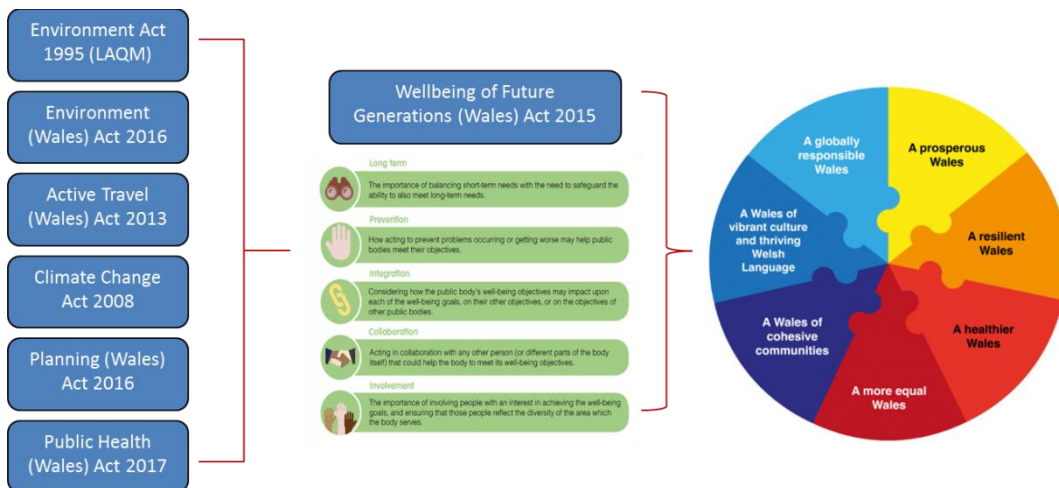 Environment Act
1995 (LAQM)
Environment
(Wales) Act 2016
Active Travel
(Wales) Act 2013
Climate Change
Act 2008
Planning (Wales)
Act 2016
Public Health
(Wales) Act 2017
Wellbeing of Future
Generations (Wales) Act 2015
Long term
The importance of balancing short-term needs with the need to safeguard the
ability to also meet long-term needs.
Prevention
How acting to prevent problems occurring or getting worse may help public
bodies meet their objectives.
Integration
Considering how the public body's well-being objectives may impact upon
each of the well-being goals, on their other objectives, or on the objectives of
other public bodies.
Collaboration
Acting in collaboration with any other person (or different parts of the body
itself) that could help the body to meet its well-being objectives.
Involvement
The importance of involving people with an interest in achieving the well-being
goals, and ensuring that those people reflect the diversity of the area which
the body serves.
A globally
responsible
Wales
A prosperous
Wales
A resilient
Wales
A healthier
Wales
A more equal
Wales
A Wales of
cohesive
communities
A Wales of
vibrant culture
and thriving
Welsh
Language